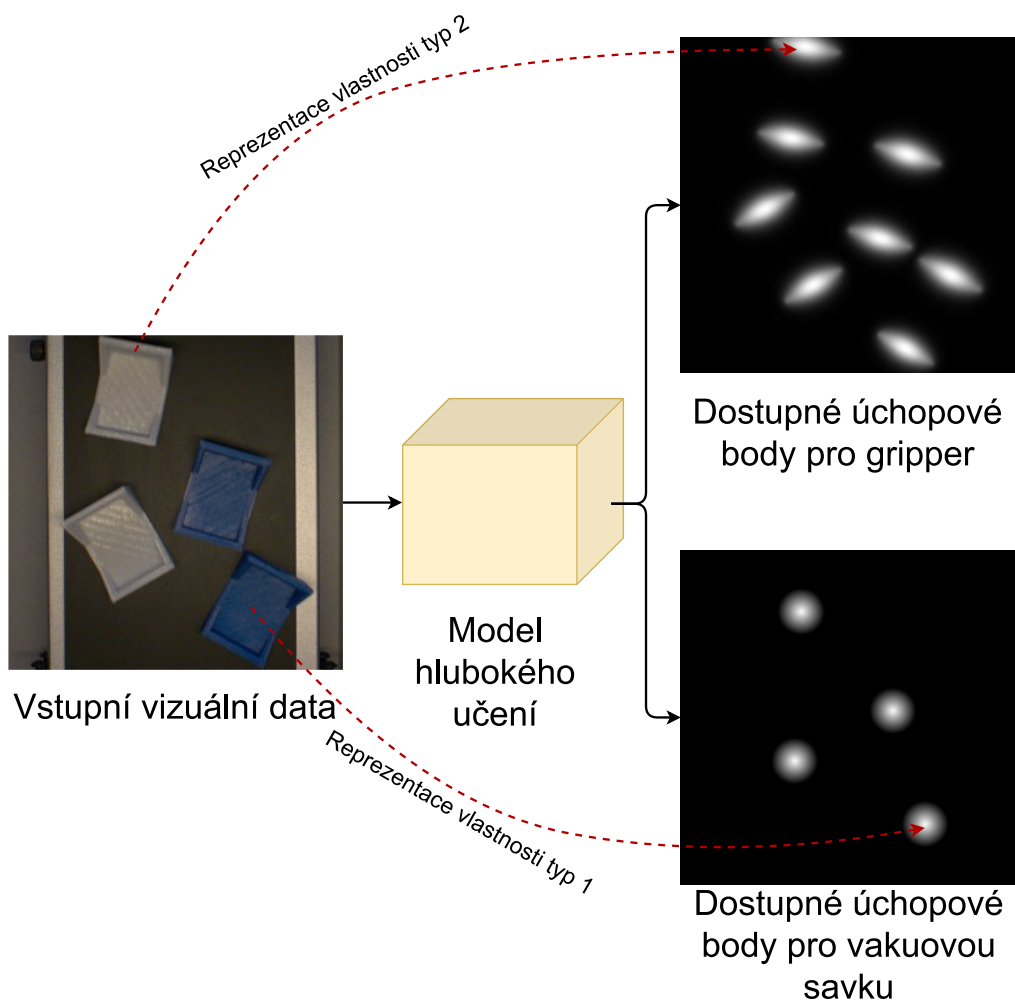 Reprezentace vlastnosti typ 2
Dostupné úchopové
body pro gripper
Vstupní vizuální data
Model
hlubokého
učení
Reprezentace vlastnosti typ 1
Dostupné úchopové
body pro vakuovou
savku